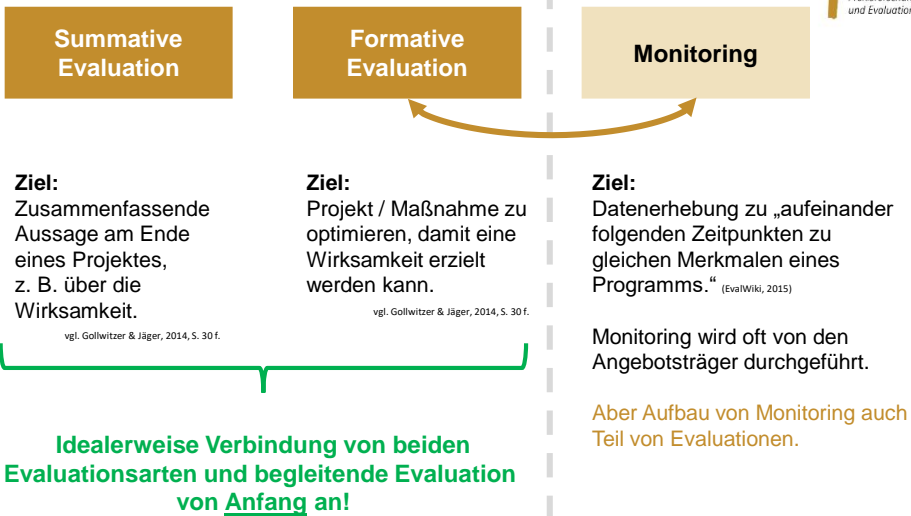 und Evaluation
Summative
Evaluation
Formative
Evaluation
Monitoring
Ziel:
Zusammenfassende
Aussage am Ende
eines Projektes,
z. B. über die
Wirksamkeit.
vgl. Gollwitzer & Jäger, 2014, S. 30 f.
Ziel:
Projekt / Maßnahme zu
optimieren, damit eine
Wirksamkeit erzielt
werden kann.
vgl. Gollwitzer & Jäger, 2014, S. 30 f.
Ziel:
Datenerhebung zu „aufeinander
folgenden Zeitpunkten zu
gleichen Merkmalen eines
Programms.“ (EvalWiki, 2015)
Monitoring wird oft von den
Angebotsträger durchgeführt.
Aber Aufbau von Monitoring auch
Teil von Evaluationen.
Idealerweise Verbindung von beiden
Evaluationsarten und begleitende Evaluation
von Anfang an!